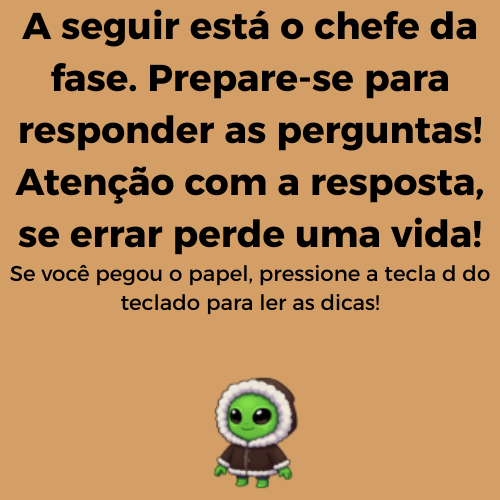 A seguir está o chefe da
fase. Prepare-se para
responder as perguntas!
Atenção com a resposta,
se errar perde uma vida!
Se você pegou o papel, pressione a tecla d do
teclado para ler as dicas!